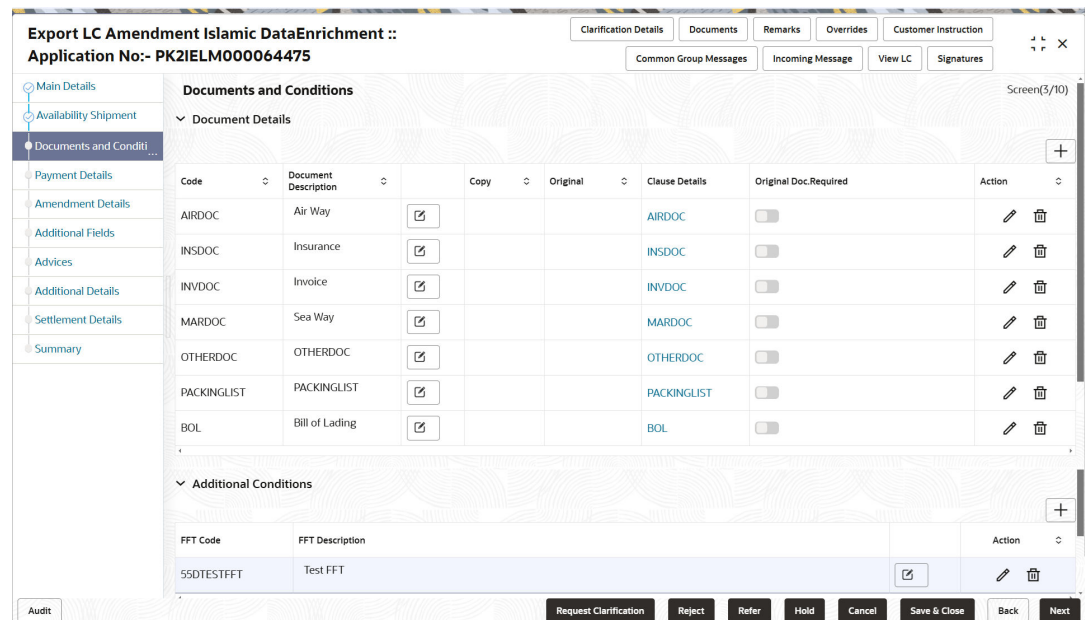 Export LC Amendment Islamic DataEnrichment ::
Application No:- PK2IELM000064475
Clarification Details
Documents
Remarks
Overrides
Customer Instruction
Common Group Messages
Incoming Message
View LC
Signatures
Main Details
Availability Shipment
Documents and Conditi...
Payment Details
Amendment Details
Additional Fields
Advices
Additional Details
Settlement Details
Summary
Documents and Conditions
Screen(3/10)
Document Details
Code Document Description Copy Original Clause Details Original Doc.Required Action
AIRDOC Air Way AIRDOC
INSDOC Insurance INSDOC
INVDOC Invoice INVDOC
MARDOC Sea Way MARDOC
OTHERDOC OTHERDOC OTHERDOC
PACKINGLIST PACKINGLIST PACKINGLIST
BOL Bill of Lading BOL
Additional Conditions
FFT Code FFT Description Action
55DTESTFFT Test FFT
Audit
Request Clarification
Reject
Refer
Hold
Cancel
Save & Close
Back
Next